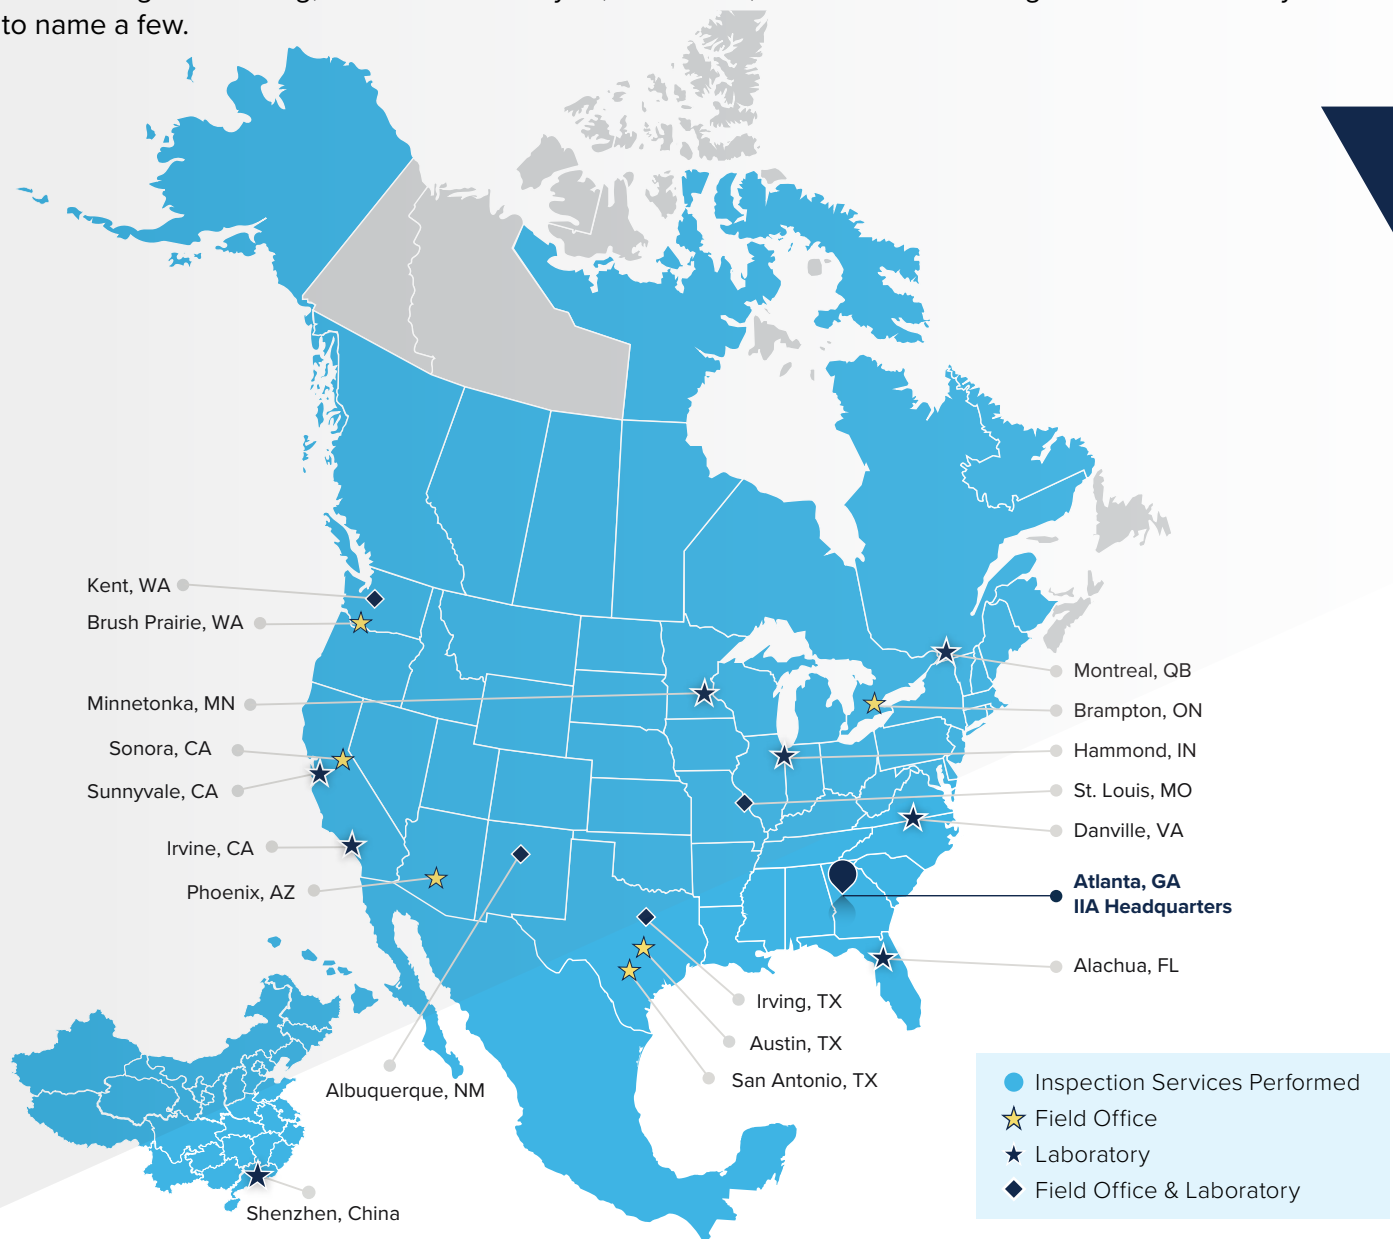 to name a few.
Kent, WA
Brush Prairie, WA
Minnetonka, MN
Sonora, CA
Sunnyvale, CA
Irvine, CA
Phoenix, AZ
Albuquerque, NM
Shenzhen, China
Montreal, QB
Brampton, ON
Hammond, IN
St. Louis, MO
Danville, VA
Atlanta, GA
IIA Headquarters
Alachua, FL
Irving, TX
Austin, TX
San Antonio, TX
Inspection Services Performed
Field Office
Laboratory
Field Office & Laboratory